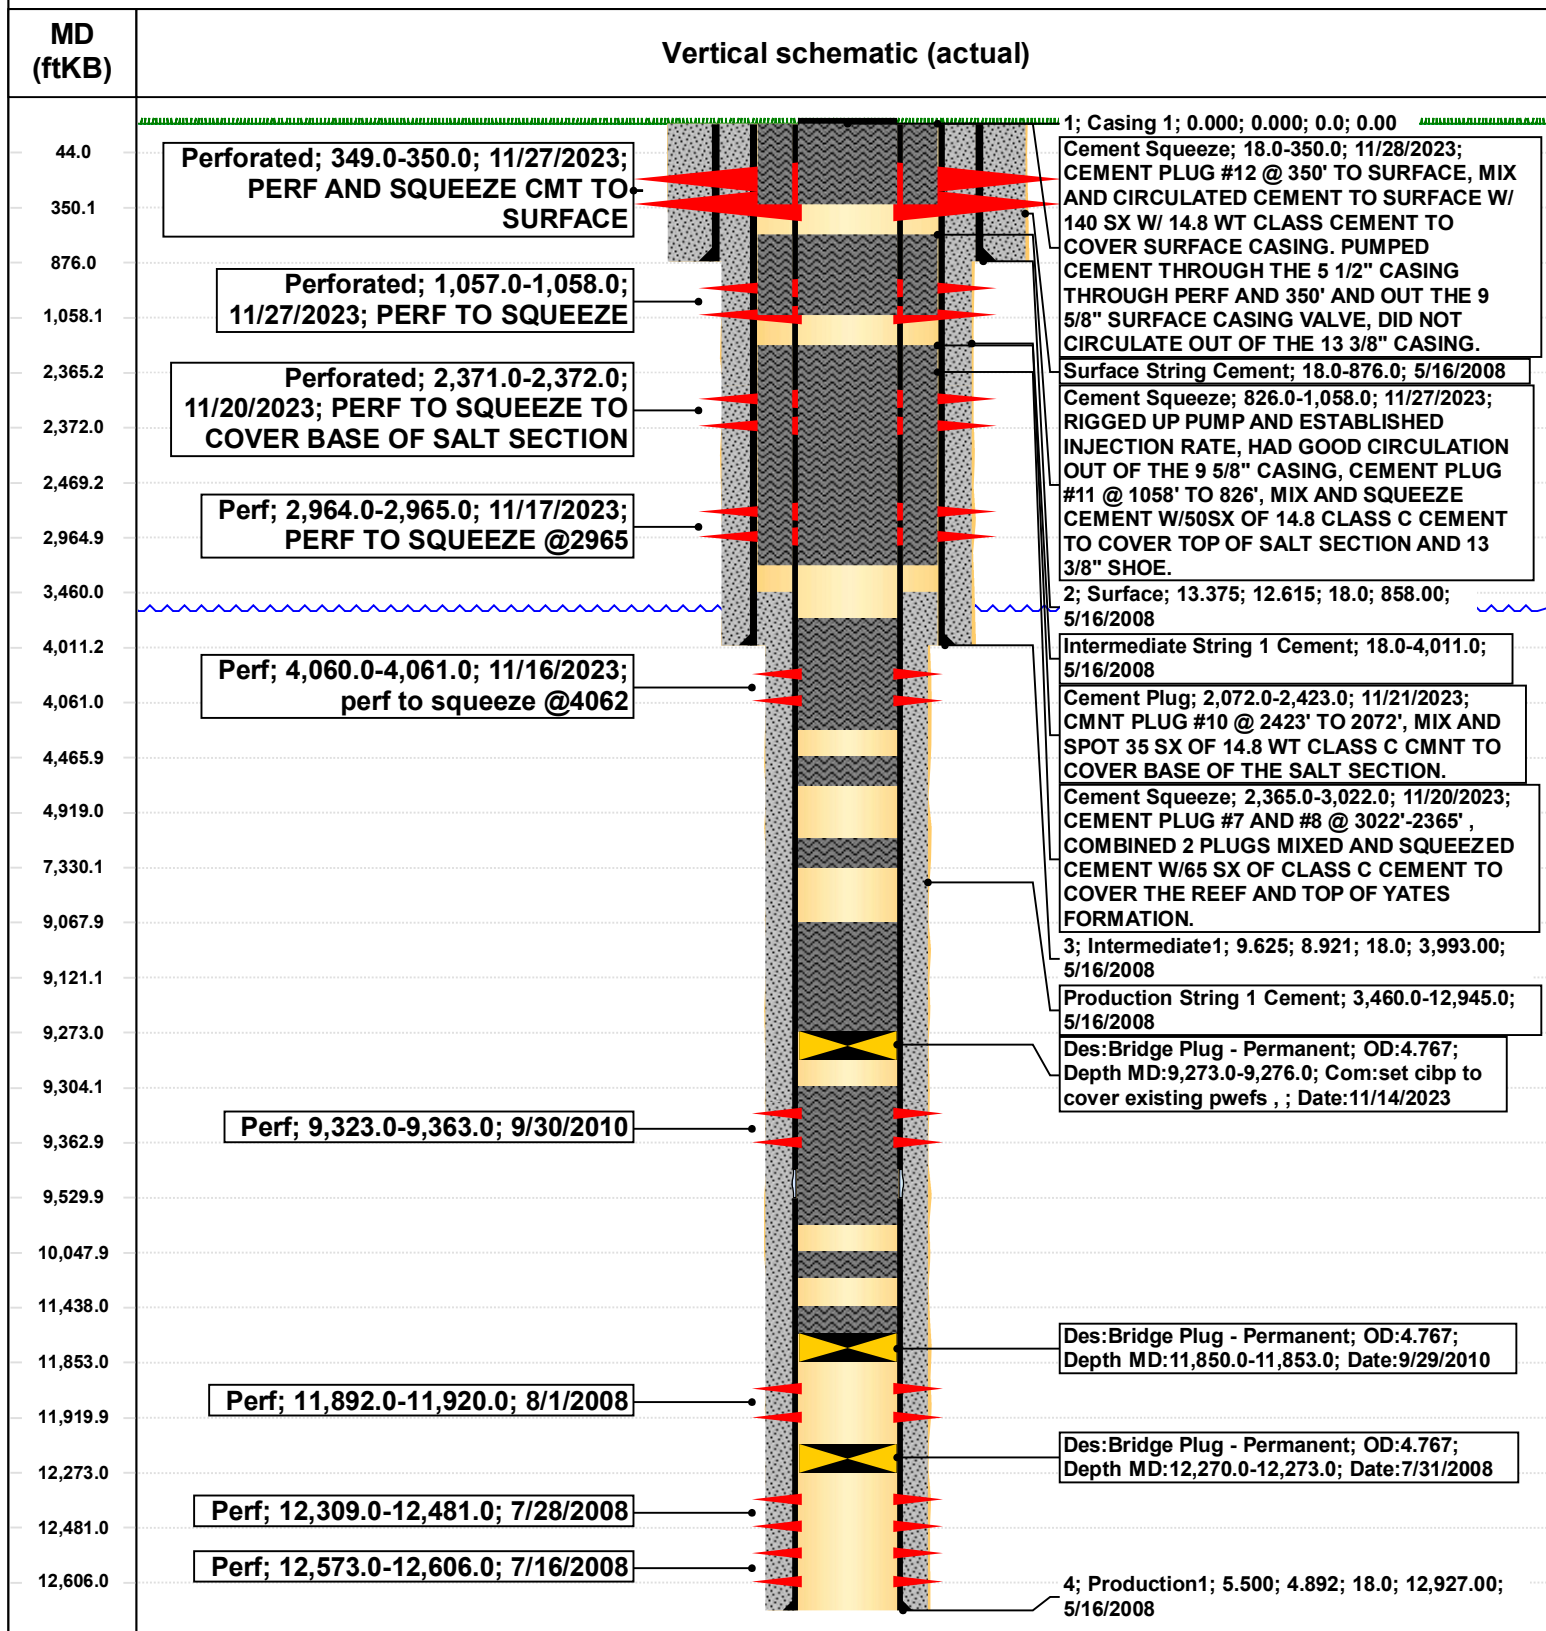 MD
(ftKB)
Vertical schematic (actual)
44.0
350.1
876.0
1,058.1
2,365.2
2,372.0
2,469.2
2,964.9
3,460.0
4,011.2
4,061.0
4,465.9
4,919.0
7,330.1
9,067.9
9,121.1
9,273.0
9,304.1
9,362.9
9,529.9
10,047.9
11,438.0
11,853.0
11,919.9
12,273.0
12,481.0
12,606.0
Perforated; 349.0-350.0; 11/27/2023;
PERF AND SQUEEZE CMT TO
SURFACE
Perforated; 1,057.0-1,058.0;
11/27/2023; PERF TO SQUEEZE
Perforated; 2,371.0-2,372.0;
11/20/2023; PERF TO SQUEEZE TO
COVER BASE OF SALT SECTION
Perf; 2,964.0-2,965.0; 11/17/2023;
PERF TO SQUEEZE @2965
Perf; 4,060.0-4,061.0; 11/16/2023;
perf to squeeze @4062
Perf; 9,323.0-9,363.0; 9/30/2010
Perf; 11,892.0-11,920.0; 8/1/2008
Perf; 12,309.0-12,481.0; 7/28/2008
Perf; 12,573.0-12,606.0; 7/16/2008
1; Casing 1; 0.000; 0.000; 0.0; 0.00
Cement Squeeze; 18.0-350.0; 11/28/2023;
CEMENT PLUG #12 @ 350' TO SURFACE, MIX
AND CIRCULATED CEMENT TO SURFACE W/
140 SX W/ 14.8 WT CLASS CEMENT TO
COVER SURFACE CASING. PUMPED
CEMENT THROUGH THE 5 1/2" CASING
THROUGH PERF AND 350' AND OUT THE 9
5/8" SURFACE CASING VALVE, DID NOT
CIRCULATE OUT OF THE 13 3/8" CASING.
Surface String Cement; 18.0-876.0; 5/16/2008
Cement Squeeze; 826.0-1,058.0; 11/27/2023;
RIGGED UP PUMP AND ESTABLISHED
INJECTION RATE, HAD GOOD CIRCULATION
OUT OF THE 9 5/8" CASING, CEMENT PLUG
#11 @ 1058' TO 826', MIX AND SQUEEZE
CEMENT W/50SX OF 14.8 CLASS C CEMENT
TO COVER TOP OF SALT SECTION AND 13
3/8" SHOE.
2; Surface; 13.375; 12.615; 18.0; 858.00;
5/16/2008
Intermediate String 1 Cement; 18.0-4,011.0;
5/16/2008
Cement Plug; 2,072.0-2,423.0; 11/21/2023;
CMNT PLUG #10 @ 2423' TO 2072', MIX AND
SPOT 35 SX OF 14.8 WT CLASS C CMNT TO
COVER BASE OF THE SALT SECTION.
Cement Squeeze; 2,365.0-3,022.0; 11/20/2023;
CEMENT PLUG #7 AND #8 @ 3022'-2365' ,
COMBINED 2 PLUGS MIXED AND SQUEEZED
CEMENT W/65 SX OF CLASS C CEMENT TO
COVER THE REEF AND TOP OF YATES
FORMATION.
3; Intermediate1; 9.625; 8.921; 18.0; 3,993.00;
5/16/2008
Production String 1 Cement; 3,460.0-12,945.0;
5/16/2008
Des:Bridge Plug - Permanent; OD:4.767;
Depth MD:9,273.0-9,276.0; Com:set cibp to
cover existing pwefs , ; Date:11/14/2023
Des:Bridge Plug - Permanent; OD:4.767;
Depth MD:11,850.0-11,853.0; Date:9/29/2010
Des:Bridge Plug - Permanent; OD:4.767;
Depth MD:12,270.0-12,273.0; Date:7/31/2008
4; Production1; 5.500; 4.892; 18.0; 12,927.00;
5/16/2008